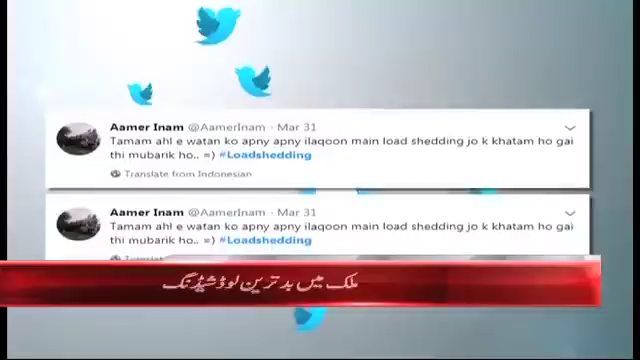 Aamer Inam @AamerInam · Mar 31
Tamam ahl e watan ko apny apny ilaqoon main load shedding jo k khatam ho gai
thi mubarik ho.. =) #Loadshedding
Translate from Indonesian
Aamer Inam @AamerInam · Mar 31
Tamam ahl e watan ko apny apny ilaqoon main load shedding jo k khatam ho gai
thi mubarik ho.. =) #Loadshedding
ملک میں بدترین لوڈشیڈنگ